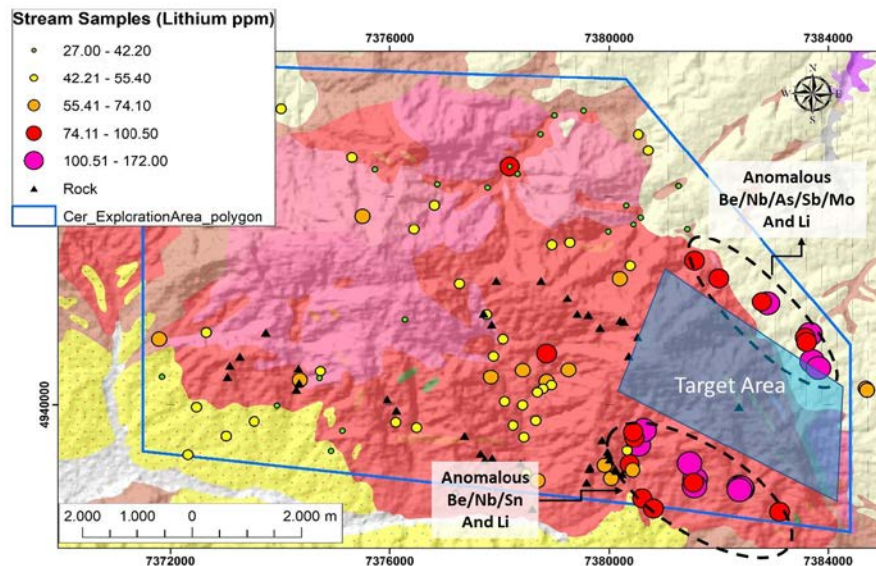 Stream Samples (Lithium ppm)
27.00 - 42.20
42.21 - 55.40
55.41 - 74.10
74.11 - 100.50
100.51 - 172.00
Rock
Cer_ExplorationArea_polygon
7376000
7380000
7384000
N
W
E
S
Anomalous
Be/Nb/As/Sb/Mo
And Li
Target Area
4940000
4940000
Anomalous
Be/Nb/Sn
And Li
2.000 1.000 0 2.000 m
7372000
7376000
7380000
7384000